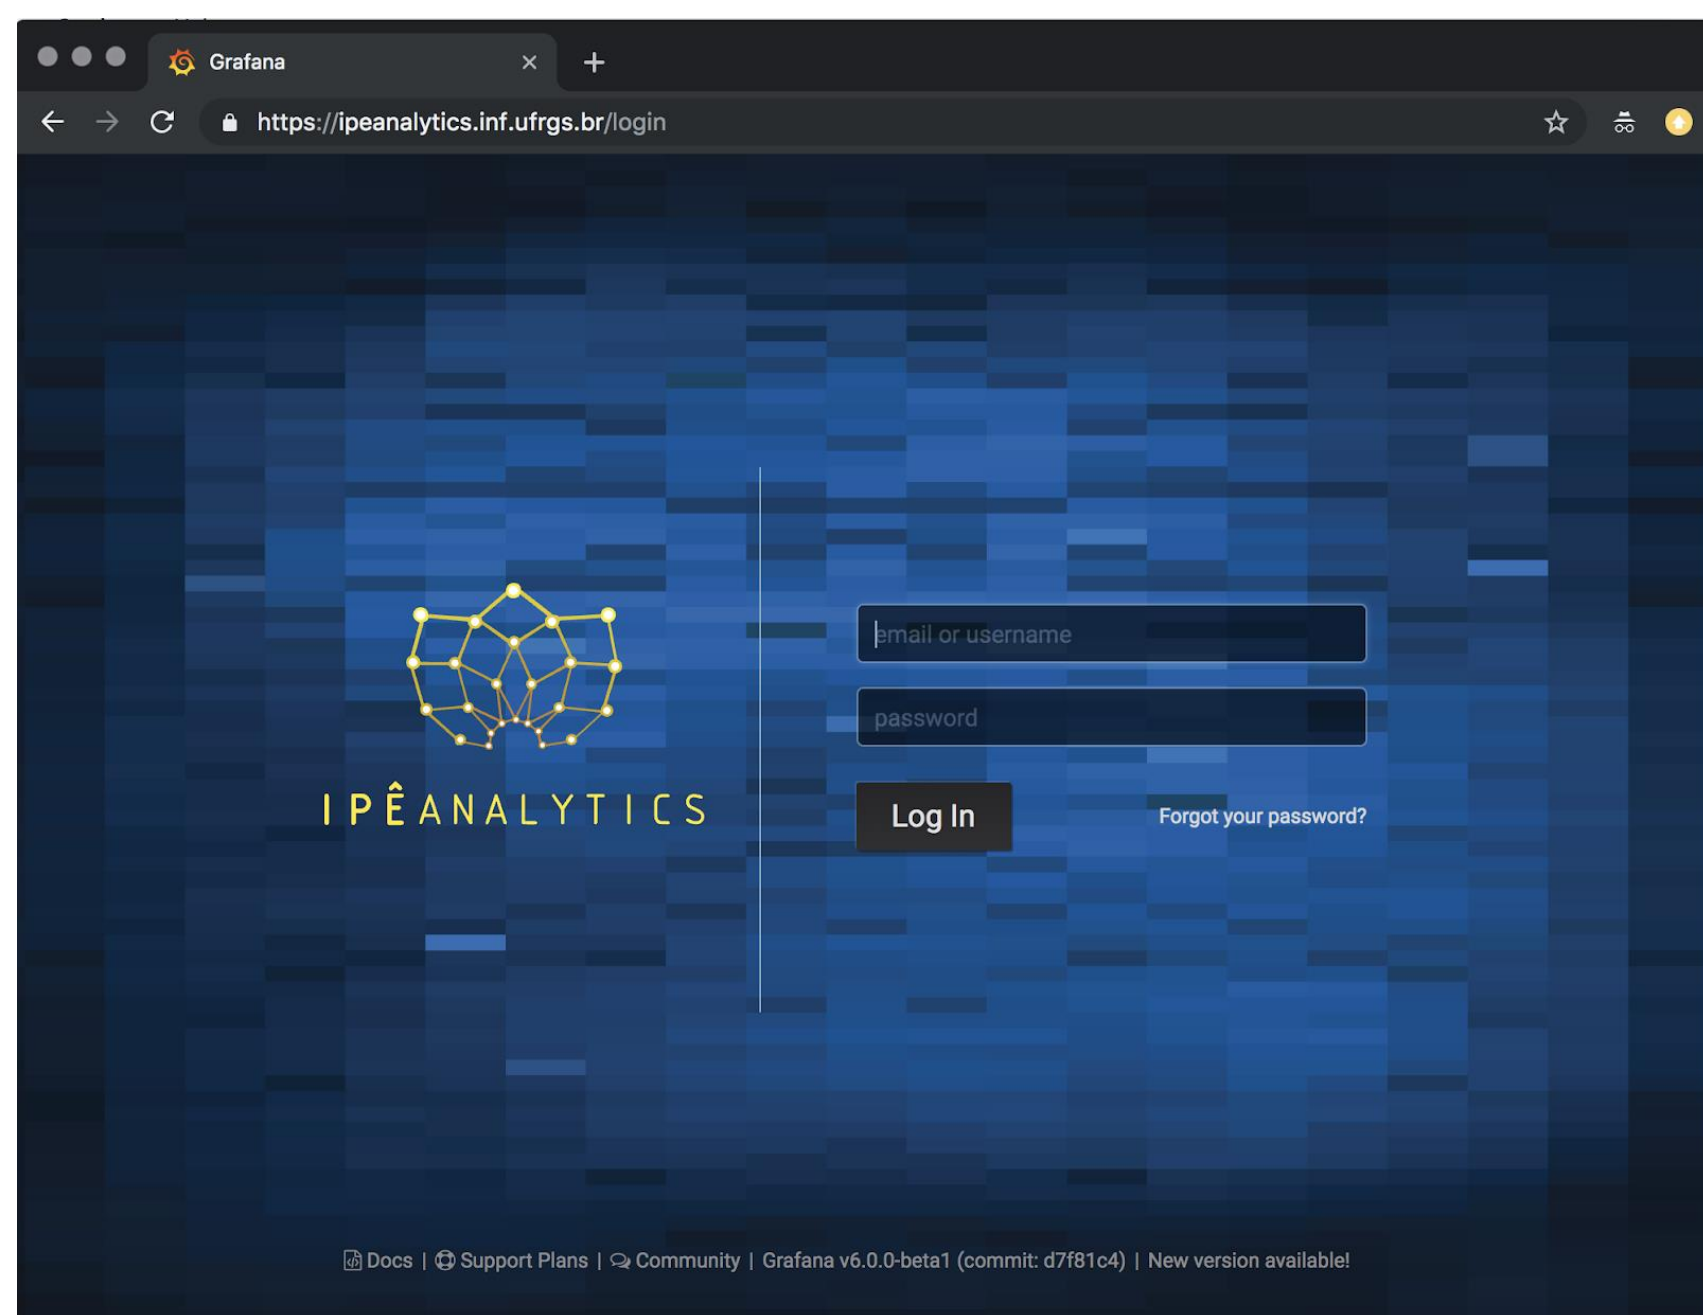 Grafana
https://ipeanalytics.inf.ufrgs.br/login
email or username
password
IPÊANALYTICS
Log In
Forgot your password?
Docs | Support Plans | Community | Grafana v6.0.0-beta1 (commit: d7f81c4) | New version available!